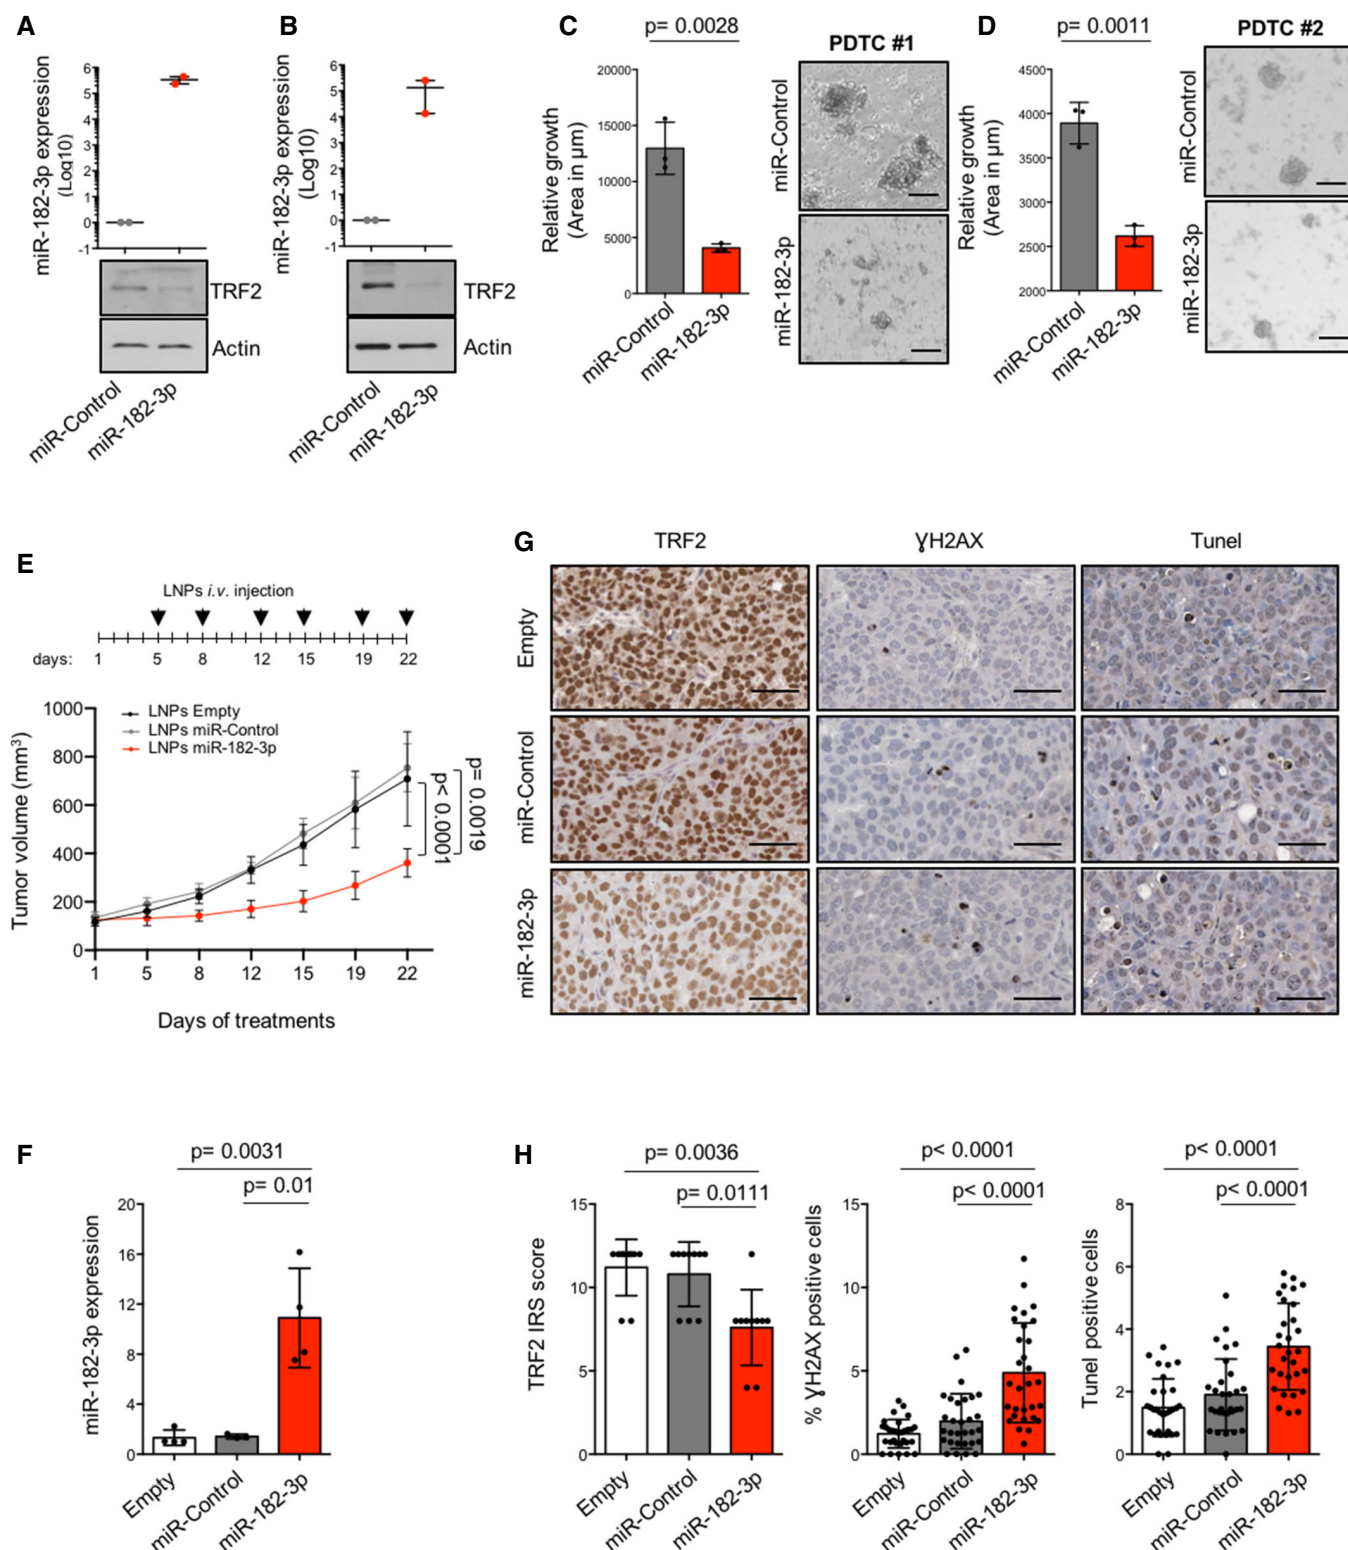 A
miR-182-3p expression
(Log10)
6
5
4
3
2
1
0
-1
TRF2
Actin
miR-Control
miR-182-3p
B
miR-182-3p expression
(Log10)
6
5
4
3
2
1
0
-1
TRF2
Actin
miR-Control
miR-182-3p
C
p= 0.0028
Relative growth
(Area in µm)
20000
15000
10000
5000
0
miR-Control
miR-182-3p
PDTC #1
miR-Control
miR-182-3p
D
p= 0.0011
Relative growth
(Area in µm)
4500
4000
3500
3000
2500
2000
miR-Control
miR-182-3p
PDTC #2
miR-Control
miR-182-3p
E
LNPs i.v. injection
days: 1 5 8 12 15 19 22
Tumor volume (mm³)
1000
800
600
400
200
0
LNPs Empty
LNPs miR-Control
LNPs miR-182-3p
p< 0.0001
p= 0.0019
1 5 8 12 15 19 22
Days of treatments
G
TRF2 ɣH2AX Tunel
Empty
miR-Control
miR-182-3p
F
p= 0.0031
p= 0.01
miR-182-3p expression
20
16
12
8
4
0
Empty
miR-Control
miR-182-3p
H
p= 0.0036
p= 0.0111
TRF2 IRS score
15
10
5
0
Empty
miR-Control
miR-182-3p
p< 0.0001
p< 0.0001
% ɣH2AX positive cells
15
10
5
0
Empty
miR-Control
miR-182-3p
p< 0.0001
p< 0.0001
Tunel positive cells
8
6
4
2
0
Empty
miR-Control
miR-182-3p